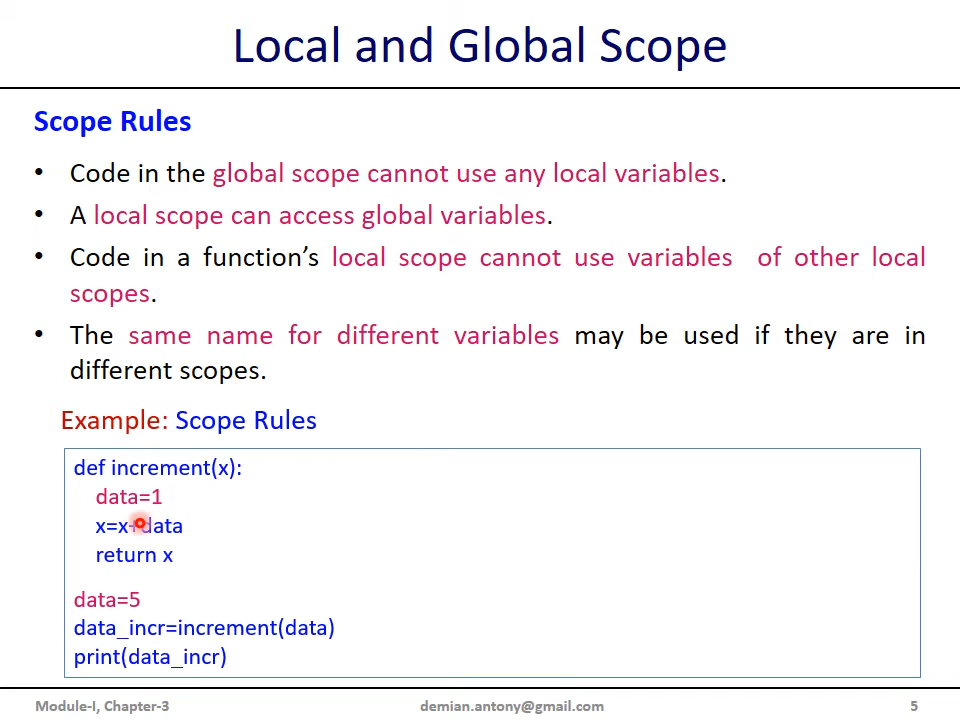 Local and Global Scope
Scope Rules
• Code in the global scope cannot use any local variables.
• A local scope can access global variables.
• Code in a function’s local scope cannot use variables of other local
scopes.
• The same name for different variables may be used if they are in
different scopes.
Example: Scope Rules
def increment(x):
data=1
x=x+data
return x
data=5
data_incr=increment(data)
print(data_incr)
Module-I, Chapter-3
demian.antony@gmail.com
5